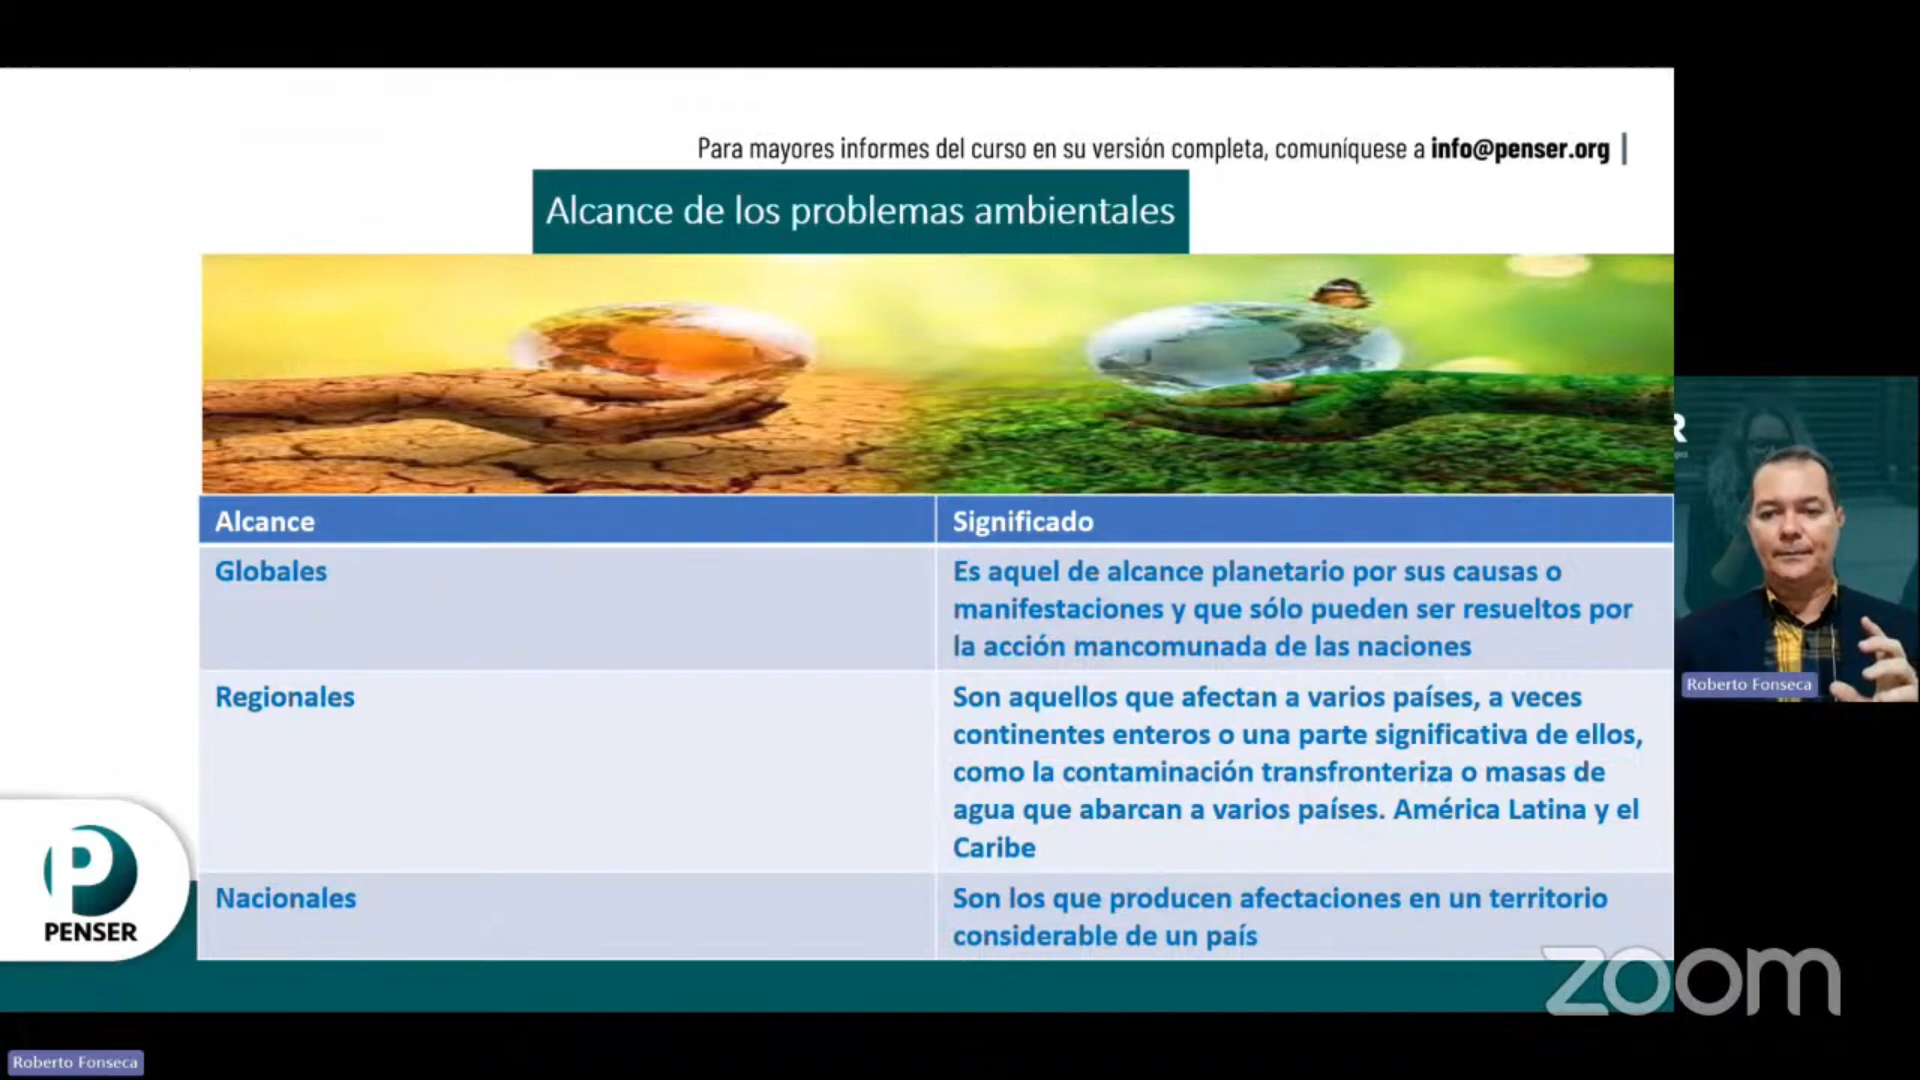 Para mayores informes del curso en su versión completa, comuníquese a info@penser.org |
Alcance de los problemas ambientales
Alcance
Significado
Globales
Es aquel de alcance planetario por sus causas o
manifestaciones y que sólo pueden ser resueltos por
la acción mancomunada de las naciones
Regionales
Son aquellos que afectan a varios países, a veces
continentes enteros o una parte significativa de ellos,
como la contaminación transfronteriza o masas de
agua que abarcan a varios países. América Latina y el
Caribe
Nacionales
Son los que producen afectaciones en un territorio
considerable de un país
PENSER
R
Roberto Fonseca
zoom
Roberto Fonseca